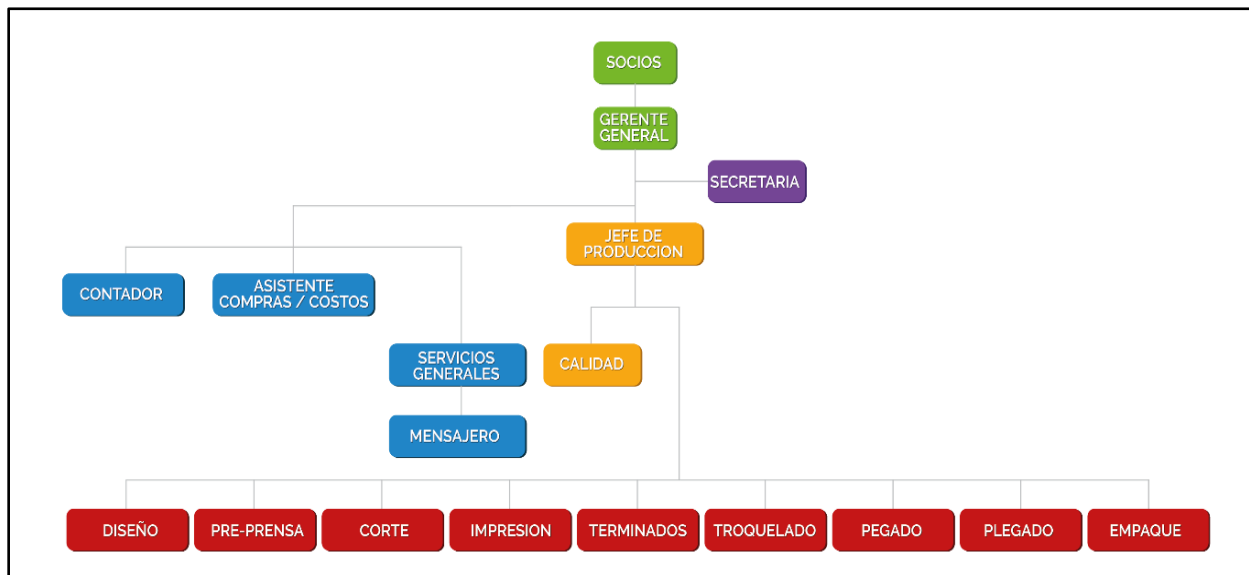 SOCIOS
GERENTE
GENERAL
SECRETARIA
JEFE DE
PRODUCCION
CONTADOR
ASISTENTE
COMPRAS / COSTOS
SERVICIOS
GENERALES
CALIDAD
MENSAJERO
DISEÑO
PRE-PRENSA
CORTE
IMPRESION
TERMINADOS
TROQUELADO
PEGADO
PLEGADO
EMPAQUE